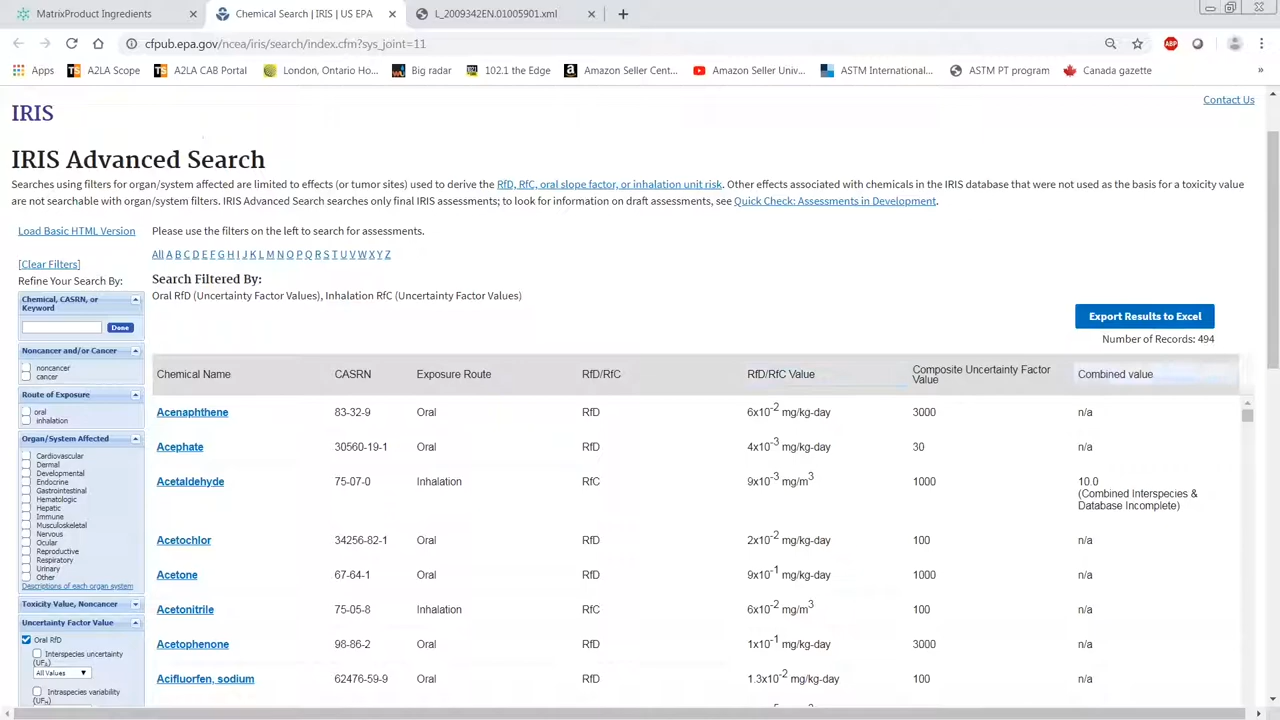 MatrixProduct Ingredients
Chemical Search | IRIS | US EPA
L_2009342EN.01005901.xml
cfpub.epa.gov/ncea/iris/search/index.cfm?sys_joint=11
ABP
Apps
A2LA Scope
A2LA CAB Portal
London, Ontario Ho...
Big radar
102.1 the Edge
Amazon Seller Cent...
Amazon Seller Univ...
ASTM International...
ASTM PT program
Canada gazette
»
IRIS
Contact Us
IRIS Advanced Search
Searches using filters for organ/system affected are limited to effects (or tumor sites) used to derive the RfD, RfC, oral slope factor, or inhalation unit risk. Other effects associated with chemicals in the IRIS database that were not used as the basis for a toxicity value
are not searchable with organ/system filters. IRIS Advanced Search searches only final IRIS assessments; to look for information on draft assessments, see Quick Check: Assessments in Development.
Load Basic HTML Version
Please use the filters on the left to search for assessments.
All A B C D E F G H I J K L M N O P Q R S T U V W X Y Z
[Clear Filters]
Refine Your Search By:
Chemical, CASRN, or
Keyword
Done
Noncancer and/or Cancer
noncancer
cancer
Route of Exposure
oral
inhalation
Organ/System Affected
Cardiovascular
Dermal
Developmental
Endocrine
Gastrointestinal
Hematologic
Hepatic
Immune
Musculoskeletal
Nervous
Ocular
Reproductive
Respiratory
Urinary
Other
Descriptions of each organ system
Toxicity Value, Noncancer
Uncertainty Factor Value
Oral RfD
Interspecies uncertainty
(UFA)
All Values
Intraspecies variability
(UFH)
Search Filtered By:
Oral RfD (Uncertainty Factor Values), Inhalation RfC (Uncertainty Factor Values)
Export Results to Excel
Number of Records: 494
Chemical Name CASRN Exposure Route RfD/RfC RfD/RfC Value Composite Uncertainty Factor Value Combined value
Acenaphthene 83-32-9 Oral RfD 6x10-2 mg/kg-day 3000 n/a
Acephate 30560-19-1 Oral RfD 4x10-3 mg/kg-day 30 n/a
Acetaldehyde 75-07-0 Inhalation RfC 9x10-3 mg/m3 1000 10.0
(Combined Interspecies &
Database Incomplete)
Acetochlor 34256-82-1 Oral RfD 2x10-2 mg/kg-day 100 n/a
Acetone 67-64-1 Oral RfD 9x10-1 mg/kg-day 1000 n/a
Acetonitrile 75-05-8 Inhalation RfC 6x10-2 mg/m3 100 n/a
Acetophenone 98-86-2 Oral RfD 1x10-1 mg/kg-day 3000 n/a
Acifluorfen, sodium 62476-59-9 Oral RfD 1.3x10-2 mg/kg-day 100 n/a